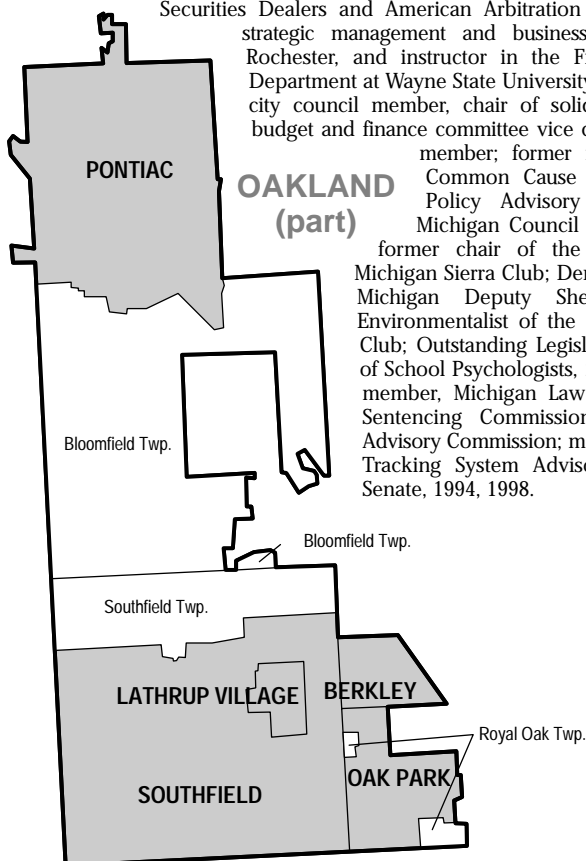 Securities Dealers and American Arbitration
strategic management and business
Rochester, and instructor in the F
Department at Wayne State University
city council member, chair of solid
budget and finance committee vice c
member; former
Common Cause
Policy Advisory
Michigan Council
former chair of the
Michigan Sierra Club; Der
Michigan Deputy She
Environmentalist of the
Club; Outstanding Legisl
of School Psychologists,
member, Michigan Law
Sentencing Commission
Advisory Commission; m
Tracking System Advis
Senate, 1994, 1998.
PONTIAC
OAKLAND
(part)
Bloomfield Twp.
Bloomfield Twp.
Southfield Twp.
LATHRUP VILLAGE
BERKLEY
Royal Oak Twp.
OAK PARK
SOUTHFIELD